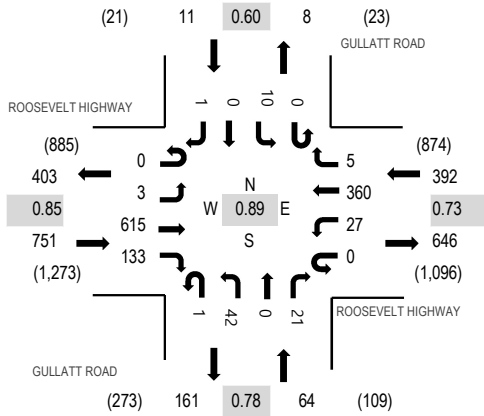 (21) 11 0.60 8 (23)
GULLATT ROAD
ROOSEVELT HIGHWAY
1 0 10 0
(885) (874)
403 0 5 392
3 N 360
0.85 W 0.89 E 0.73
615 27
751 S 646
133 0
(1,273) (1,096)
1 42 0 21
ROOSEVELT HIGHWAY
GULLATT ROAD
(273) 161 0.78 64 (109)